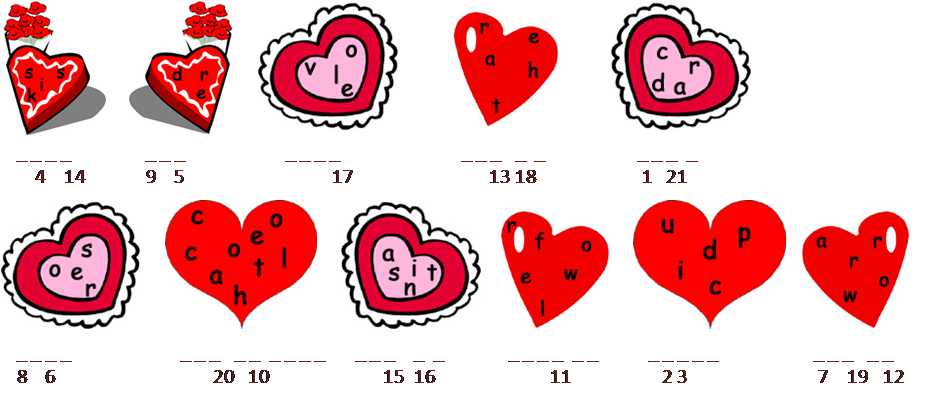 s i s k
d r e
o v l e
r e a h t
c r d a
_ _ _ _ _ _ _ _ _ _ _ _ _ _ _ _ _ _ _ _
4 14 9 5 17 13 18 1 21
s o e r
c o e o c t l a h
a i t s n
r f o e w l
u p d i c
a r r o w
_ _ _ _ _ _ _ _ _ _ _ _ _ _ _ _ _ _ _ _ _ _ _ _ _ _ _ _ _ _ _ _ _ _
8 6 20 10 15 16 11 2 3 7 19 12